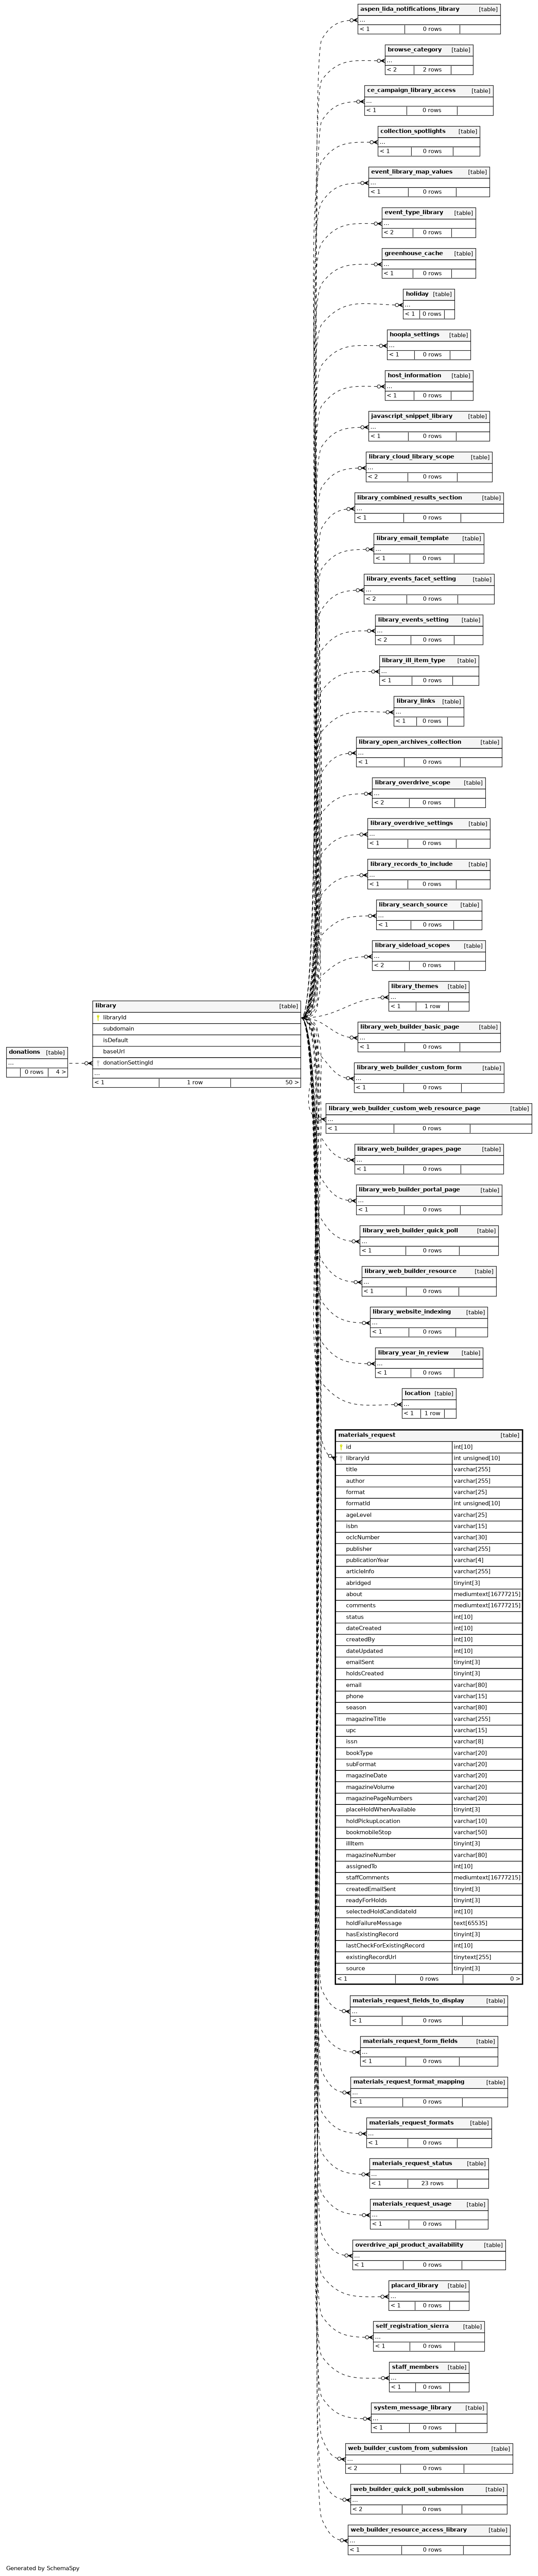 aspen_lida_notifications_library [table]
...
< 1 0 rows
browse_category [table]
...
< 2 2 rows
ce_campaign_library_access [table]
...
< 1 0 rows
collection_spotlights [table]
...
< 1 0 rows
event_library_map_values [table]
...
< 1 0 rows
event_type_library [table]
...
< 2 0 rows
greenhouse_cache [table]
...
< 1 0 rows
holiday [table]
...
< 1 0 rows
hoopla_settings [table]
...
< 1 0 rows
host_information [table]
...
< 1 0 rows
javascript_snippet_library [table]
...
< 1 0 rows
library_cloud_library_scope [table]
...
< 2 0 rows
library_combined_results_section [table]
...
< 1 0 rows
library_email_template [table]
...
< 1 0 rows
library_events_facet_setting [table]
...
< 2 0 rows
library_events_setting [table]
...
< 2 0 rows
library_ill_item_type [table]
...
< 1 0 rows
library_links [table]
...
< 1 0 rows
library_open_archives_collection [table]
...
< 1 0 rows
library_overdrive_scope [table]
...
< 2 0 rows
library_overdrive_settings [table]
...
< 1 0 rows
library_records_to_include [table]
...
< 1 0 rows
library_search_source [table]
...
< 1 0 rows
library_sideload_scopes [table]
...
< 2 0 rows
library_themes [table]
...
< 1 1 row
library [table]
libraryId
subdomain
isDefault
baseUrl
donationSettingId
...
< 1 1 row 50 >
donations [table]
...
0 rows 4 >
library_web_builder_basic_page [table]
...
< 1 0 rows
library_web_builder_custom_form [table]
...
< 1 0 rows
library_web_builder_custom_web_resource_page [table]
...
< 1 0 rows
library_web_builder_grapes_page [table]
...
< 1 0 rows
library_web_builder_portal_page [table]
...
< 1 0 rows
library_web_builder_quick_poll [table]
...
< 1 0 rows
library_web_builder_resource [table]
...
< 1 0 rows
library_website_indexing [table]
...
< 1 0 rows
library_year_in_review [table]
...
< 1 0 rows
location [table]
...
< 1 1 row
materials_request [table]
id int[10]
libraryId int unsigned[10]
title varchar[255]
author varchar[255]
format varchar[25]
formatId int unsigned[10]
ageLevel varchar[25]
isbn varchar[15]
oclcNumber varchar[30]
publisher varchar[255]
publicationYear varchar[4]
articleInfo varchar[255]
abridged tinyint[3]
about mediumtext[16777215]
comments mediumtext[16777215]
status int[10]
dateCreated int[10]
createdBy int[10]
dateUpdated int[10]
emailSent tinyint[3]
holdsCreated tinyint[3]
email varchar[80]
phone varchar[15]
season varchar[80]
magazineTitle varchar[255]
upc varchar[15]
issn varchar[8]
bookType varchar[20]
subFormat varchar[20]
magazineDate varchar[20]
magazineVolume varchar[20]
magazinePageNumbers varchar[20]
placeHoldWhenAvailable tinyint[3]
holdPickupLocation varchar[10]
bookmobileStop varchar[50]
illItem tinyint[3]
magazineNumber varchar[80]
assignedTo int[10]
staffComments mediumtext[16777215]
createdEmailSent tinyint[3]
readyForHolds tinyint[3]
selectedHoldCandidateId int[10]
holdFailureMessage text[65535]
hasExistingRecord tinyint[3]
lastCheckForExistingRecord int[10]
existingRecordUrl tinytext[255]
source tinyint[3]
< 1 0 rows 0 >
materials_request_fields_to_display [table]
...
< 1 0 rows
materials_request_form_fields [table]
...
< 1 0 rows
materials_request_format_mapping [table]
...
< 1 0 rows
materials_request_formats [table]
...
< 1 0 rows
materials_request_status [table]
...
< 1 23 rows
materials_request_usage [table]
...
< 1 0 rows
overdrive_api_product_availability [table]
...
< 1 0 rows
placard_library [table]
...
< 1 0 rows
self_registration_sierra [table]
...
< 1 0 rows
staff_members [table]
...
< 1 0 rows
system_message_library [table]
...
< 1 0 rows
web_builder_custom_from_submission [table]
...
< 2 0 rows
web_builder_quick_poll_submission [table]
...
< 2 0 rows
web_builder_resource_access_library [table]
...
< 1 0 rows
Generated by SchemaSpy